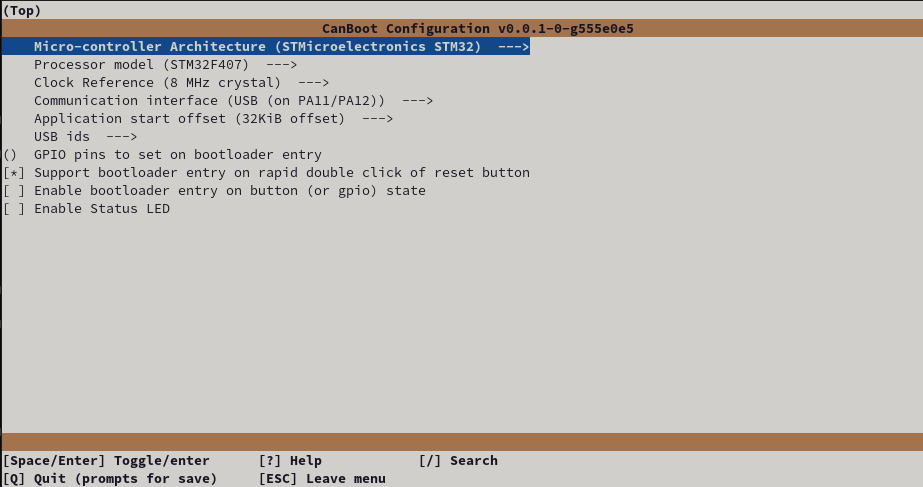 (Top)
CanBoot Configuration v0.0.1-0-g555e0e5
Micro-controller Architecture (STMicroelectronics STM32)  --->
Processor model (STM32F407)  --->
Clock Reference (8 MHz crystal)  --->
Communication interface (USB (on PA11/PA12))  --->
Application start offset (32KiB offset)  --->
USB ids  --->
()  GPIO pins to set on bootloader entry
[*] Support bootloader entry on rapid double click of reset button
[ ] Enable bootloader entry on button (or gpio) state
[ ] Enable Status LED
[Space/Enter] Toggle/enter      [?] Help            [/] Search
[Q] Quit (prompts for save)     [ESC] Leave menu